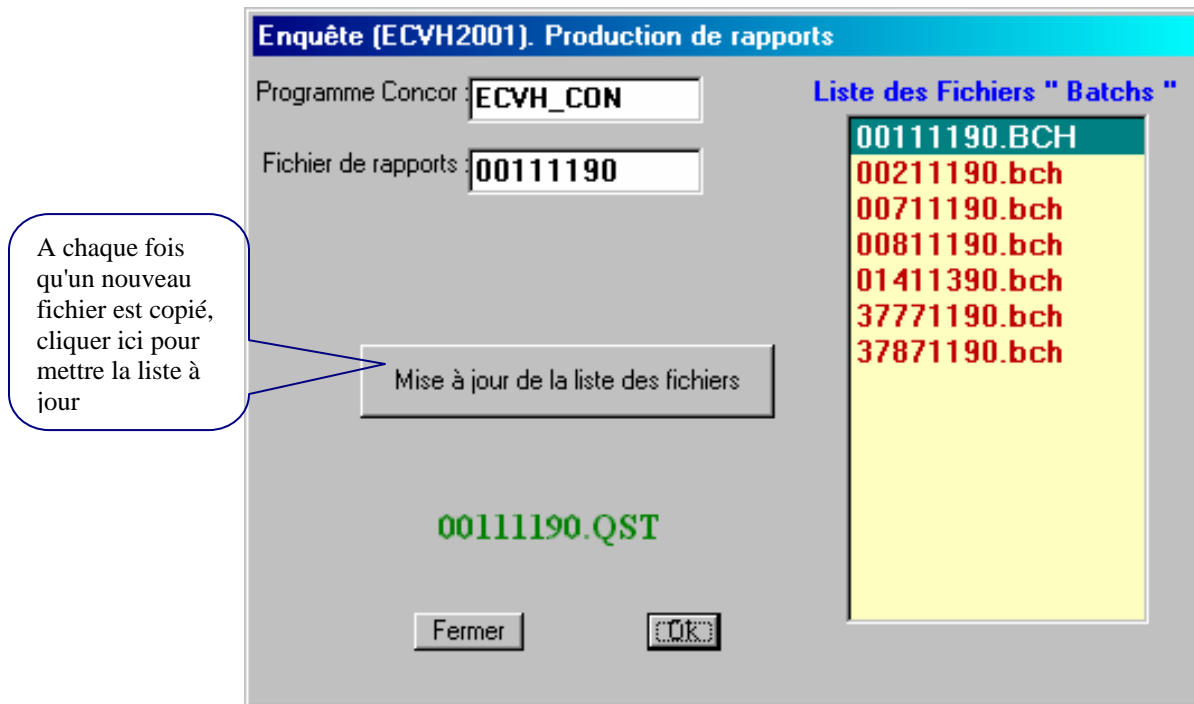 Enquête (ECVH2001). Production de rapports
Programme Concor :
ECVH_CON
Fichier de rapports :
00111190
Liste des Fichiers " Batchs "
00111190.BCH
00211190.bch
00711190.bch
00811190.bch
01411390.bch
37771190.bch
37871190.bch
A chaque fois
qu'un nouveau
fichier est copié,
cliquer ici pour
mettre la liste à
jour
Mise à jour de la liste des fichiers
00111190.QST
Fermer
Ok